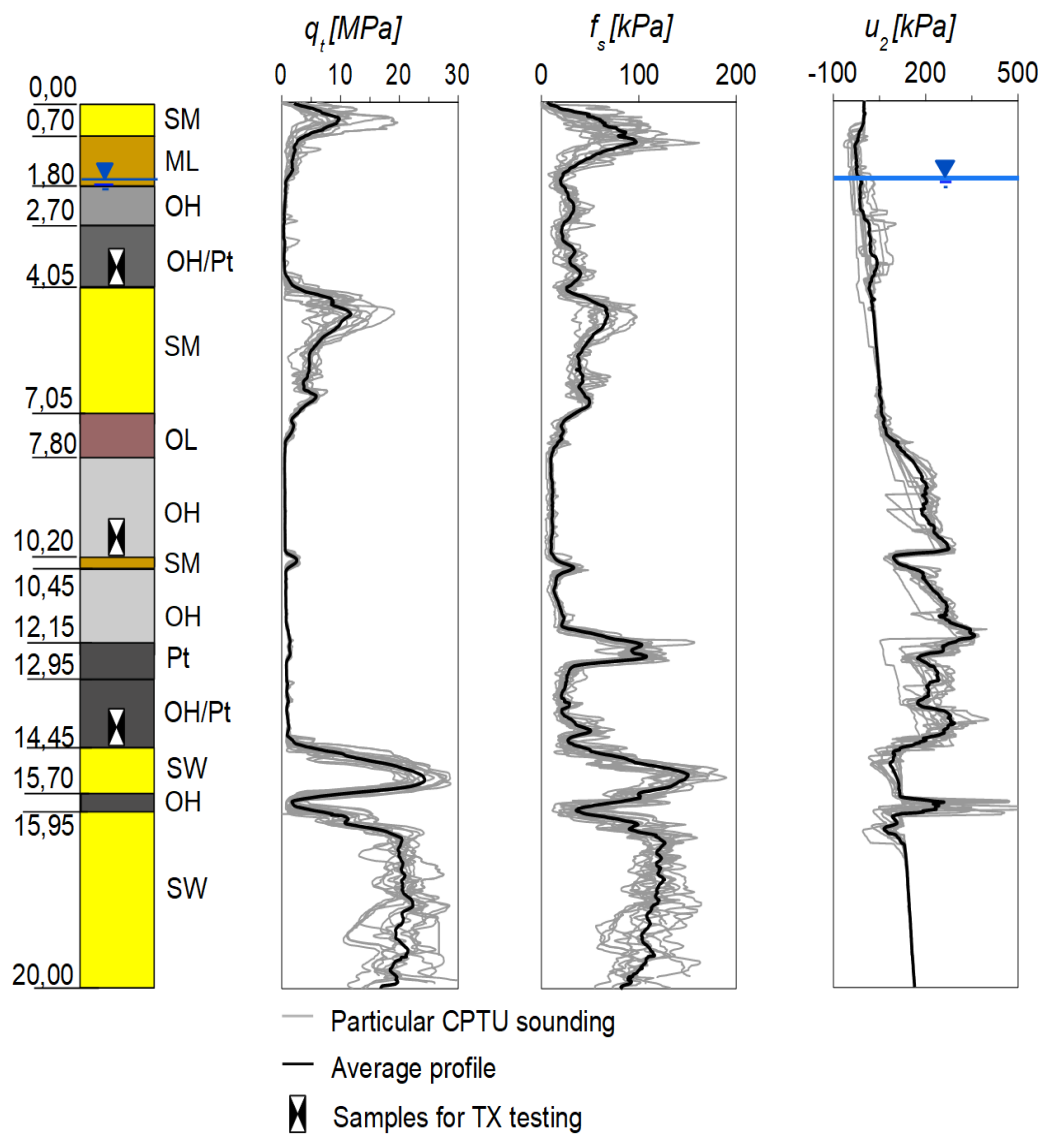 q_t [MPa]
f_s [kPa]
u_2 [kPa]
0 10 20 30
0 100 200
-100 200 500
0,00
0,70
SM
ML
1,80
OH
2,70
OH/Pt
4,05
SM
7,05
OL
7,80
OH
10,20
SM
10,45
OH
12,15
Pt
12,95
OH/Pt
14,45
SW
15,70
OH
15,95
SW
20,00
Particular CPTU sounding
Average profile
Samples for TX testing